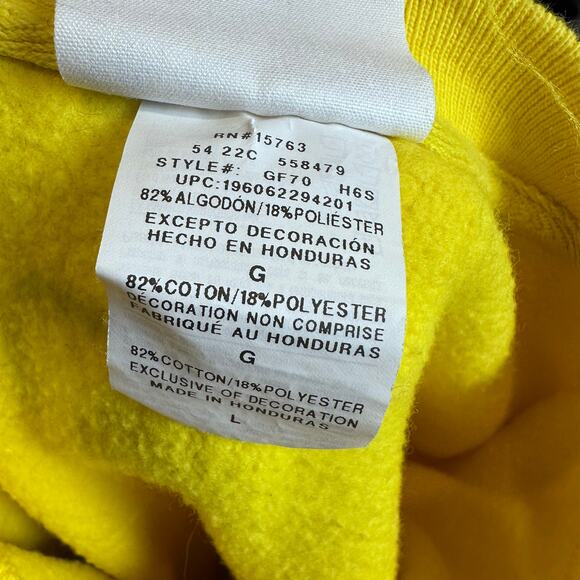 RN#15763
54 22C 558479
STYLE#: GF70 H6S
UPC:196062294201
82%ALGODÓN/18%POLIÉSTER
EXCEPTO DECORACIÓN
HECHO EN HONDURAS
G
82%COTON/18%POLYESTER
DÉCORATION NON COMPRISE
FABRIQUÉ AU HONDURAS
G
82%COTTON/18%POLYESTER
EXCLUSIVE OF DECORATION
MADE IN HONDURAS
L